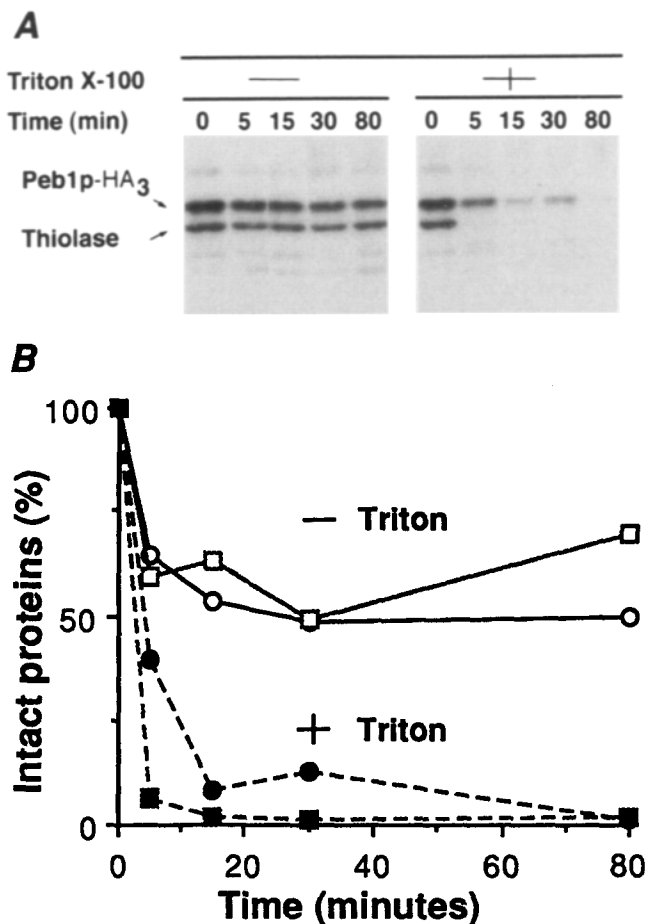 A
Triton X-100 — +
Time (min) 0 5 15 30 80 0 5 15 30 80
Peb1p-HA3
Thiolase
B
100
50
0
Intact proteins (%)
— Triton
+ Triton
0 20 40 60 80
Time (minutes)